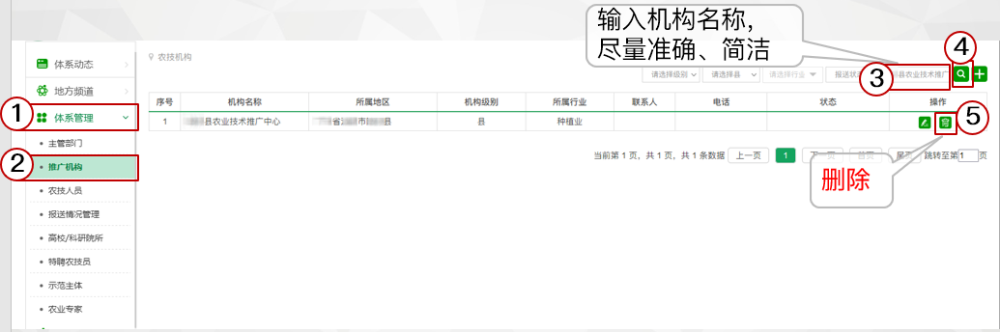 输入机构名称，
尽量准确、简洁
体系动态
农技机构
地方频道
请选择级别
请选择县
请选择行业
报送状
③
县农业技术推广
④
①
体系管理
序号
机构名称
所属地区
机构级别
所属行业
联系人
电话
状态
操作
1
县农业技术推广中心
省
市
县
县
种植业
⑤
主管部门
当前第 1 页，共 1 页，共 1 条数据
上一页
1
下一页
首页
尾
跳转至第
1
页
②
推广机构
删除
农技人员
报送情况管理
高校/科研院所
特聘农技员
示范主体
农业专家